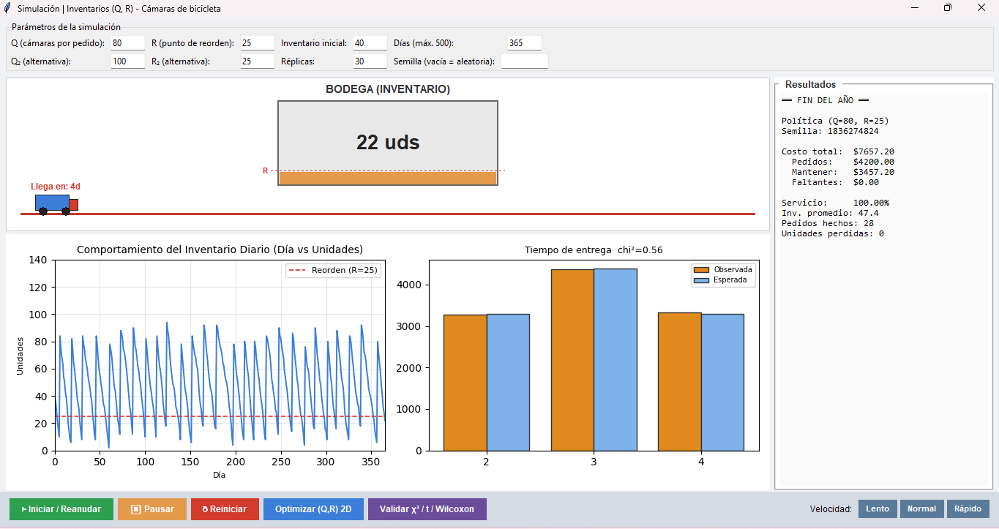 Simulación | Inventarios (Q, R) - Cámaras de bicicleta
Parámetros de la simulación
Q (cámaras por pedido): 80 R (punto de reorden): 25 Inventario inicial: 40 Días (máx. 500): 365
Q₂ (alternativa): 100 R₂ (alternativa): 25 Réplicas: 30 Semilla (vacía = aleatoria):
BODEGA (INVENTARIO)
22 uds
R
Llega en: 4d
Resultados
══ FIN DEL AÑO ══
Política (Q=80, R=25)
Semilla: 1836274824
Costo total: $7657.20
Pedidos: $4200.00
Mantener: $3457.20
Faltantes: $0.00
Servicio: 100.00%
Inv. promedio: 47.4
Pedidos hechos: 28
Unidades perdidas: 0
Comportamiento del Inventario Diario (Día vs Unidades)
Reorden (R=25)
Unidades
140
120
100
80
60
40
20
0
0 50 100 150 200 250 300 350
Día
Tiempo de entrega chi²=0.56
Observada
Esperada
4000
3000
2000
1000
0
2 3 4
Iniciar / Reanudar
Pausar
Reiniciar
Optimizar (Q,R) 2D
Validar χ² / t / Wilcoxon
Velocidad:
Lento
Normal
Rápido